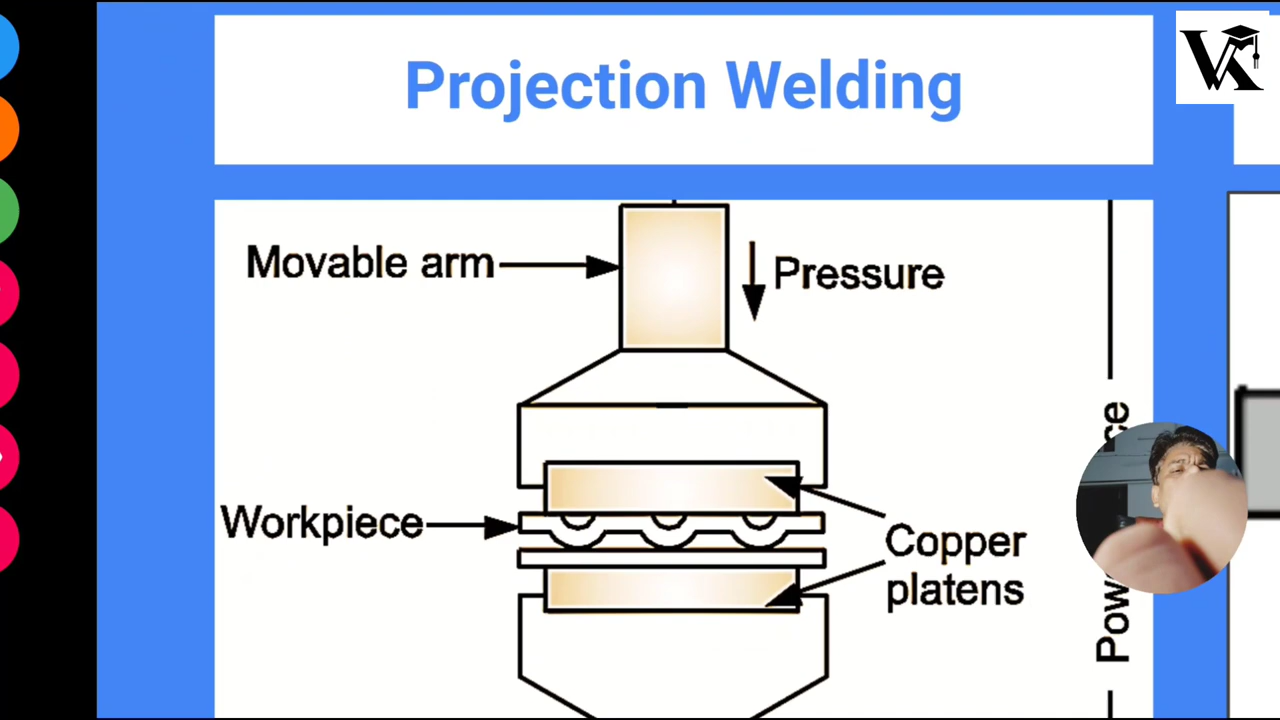 Projection Welding
Movable arm
Pressure
Workpiece
Copper
platens